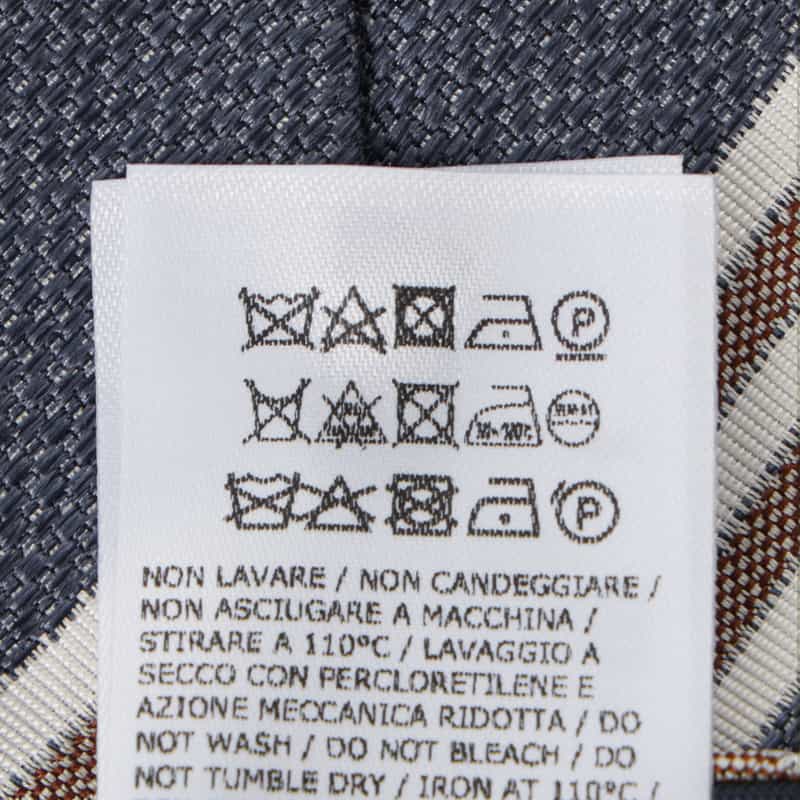 P
P
NON LAVARE / NON CANDEGGIARE /
NON ASCIUGARE A MACCHINA /
STIRARE A 110°C / LAVAGGIO A
SECCO CON PERCLORETILENE E
AZIONE MECCANICA RIDOTTA / DO
NOT WASH / DO NOT BLEACH / DO
NOT TUMBLE DRY / IRON AT 110°C /